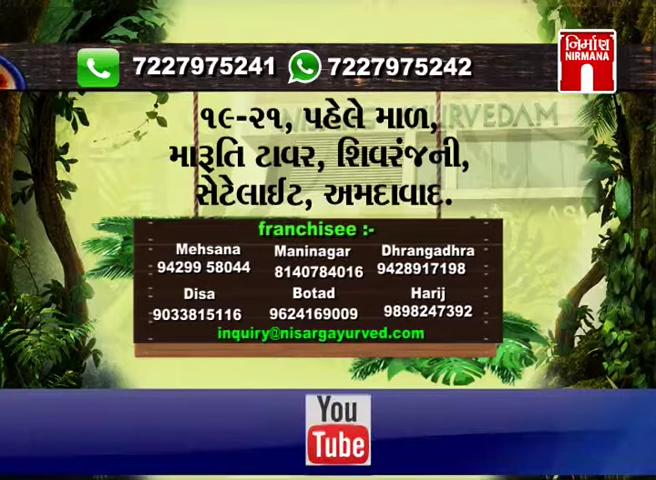 7227975241 7227975242
નિર્માણ
NIRMANA
૧૯-૨૧, પહેલે માળ,
મારૂતિ ટાવર, શિવરંજની,
સેટેલાઈટ, અમદાવાદ.
franchisee :-
Mehsana Maninagar Dhrangadhra
94299 58044 8140784016 9428917198
Disa Botad Harij
9033815116 9624169009 9898247392
inquiry@nisargayurved.com
You
Tube